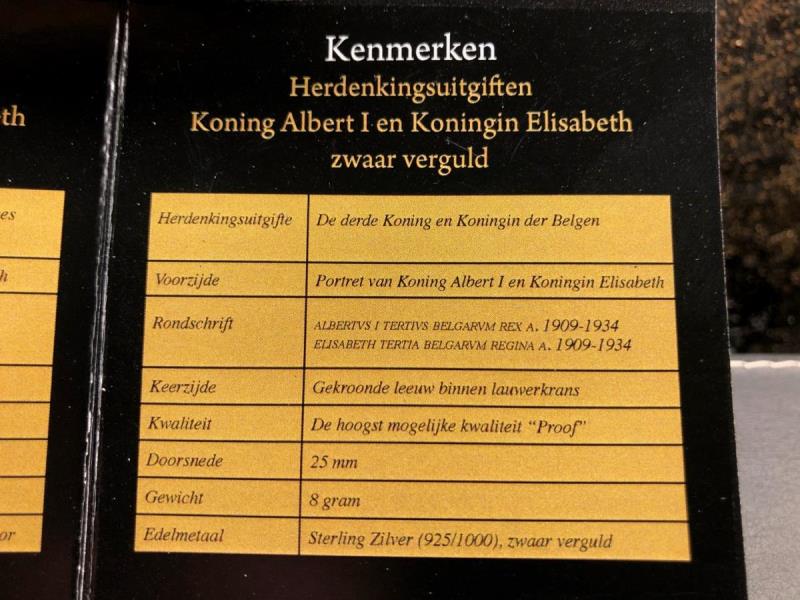 Kenmerken
Herdenkingsuitgiften
Koning Albert I en Koningin Elisabeth
zwaar verguld
Herdenkingsuitgifte De derde Koning en Koningin der Belgen
Voorzijde Portret van Koning Albert I en Koningin Elisabeth
Rondschrift ALBERTVS I TERTIVS BELGARVM REX A. 1909-1934
ELISABETH TERTIA BELGARVM REGINA A. 1909-1934
Keerzijde Gekroonde leeuw binnen lauwerkrans
Kwaliteit De hoogst mogelijke kwaliteit “Proof”
Doorsnede 25 mm
Gewicht 8 gram
Edelmetaal Sterling Zilver (925/1000), zwaar verguld